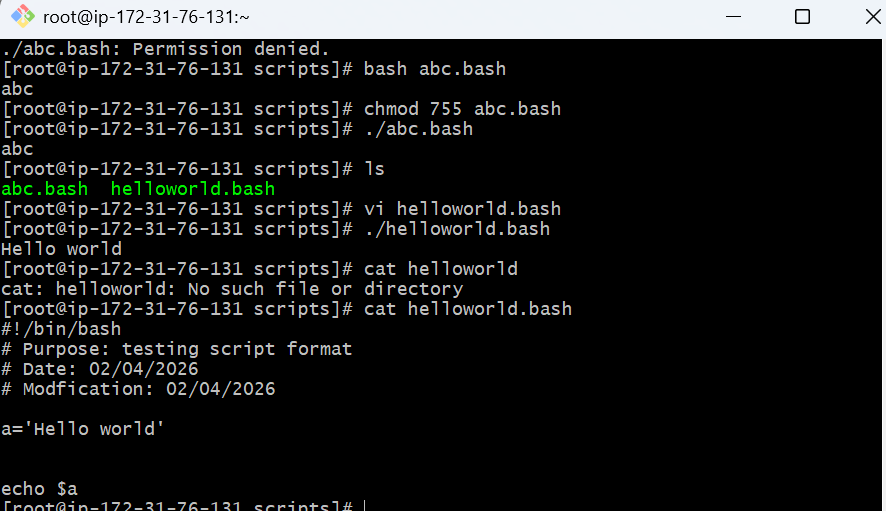 root@ip-172-31-76-131:~
./abc.bash: Permission denied.
[root@ip-172-31-76-131 scripts]# bash abc.bash
abc
[root@ip-172-31-76-131 scripts]# chmod 755 abc.bash
[root@ip-172-31-76-131 scripts]# ./abc.bash
abc
[root@ip-172-31-76-131 scripts]# ls
abc.bash  helloworld.bash
[root@ip-172-31-76-131 scripts]# vi helloworld.bash
[root@ip-172-31-76-131 scripts]# ./helloworld.bash
Hello world
[root@ip-172-31-76-131 scripts]# cat helloworld
cat: helloworld: No such file or directory
[root@ip-172-31-76-131 scripts]# cat helloworld.bash
#!/bin/bash
# Purpose: testing script format
# Date: 02/04/2026
# Modfication: 02/04/2026
a='Hello world'
echo $a
[root@ip-172-31-76-131 scripts]#